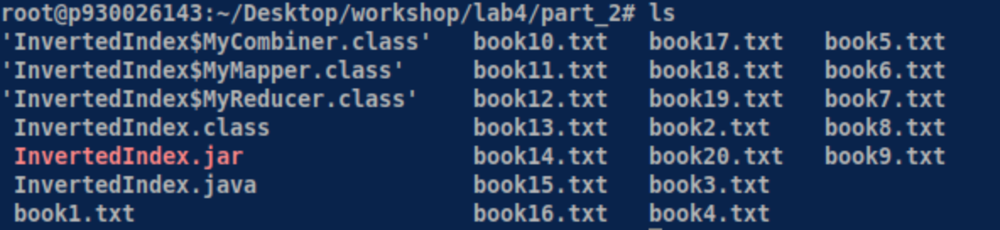 root@p930026143:~/Desktop/workshop/lab4/part_2# ls
'InvertedIndex$MyCombiner.class' book10.txt book17.txt book5.txt
'InvertedIndex$MyMapper.class' book11.txt book18.txt book6.txt
'InvertedIndex$MyReducer.class' book12.txt book19.txt book7.txt
InvertedIndex.class book13.txt book2.txt book8.txt
InvertedIndex.jar book14.txt book20.txt book9.txt
InvertedIndex.java book15.txt book3.txt
book1.txt book16.txt book4.txt